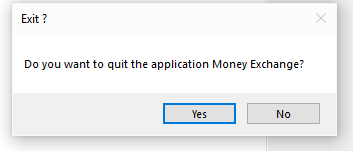 Exit ?
Do you want to quit the application Money Exchange?
Yes
No